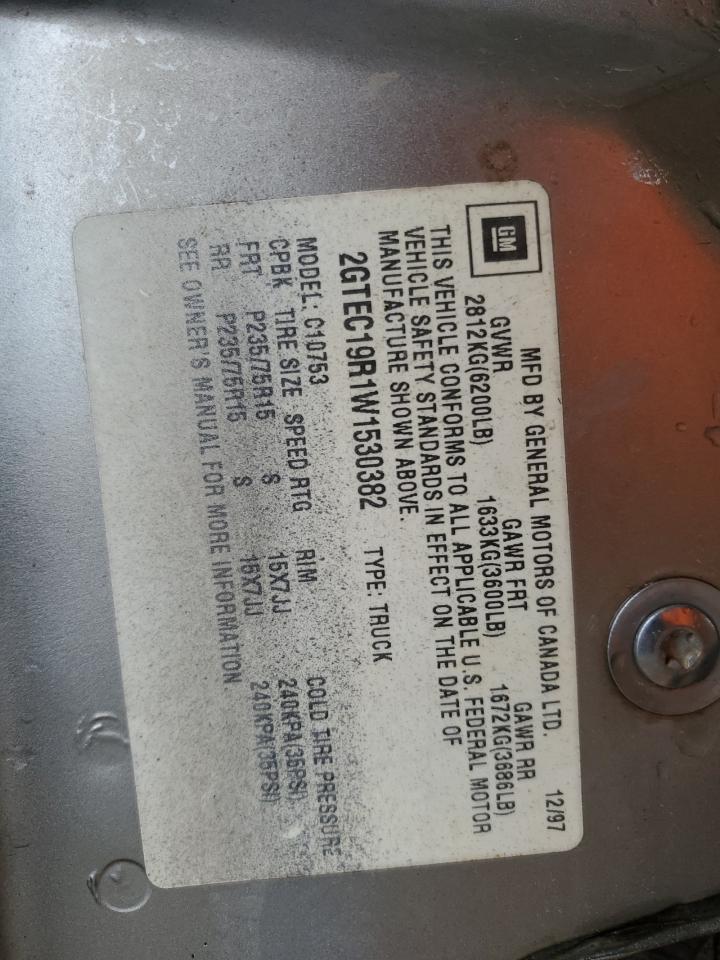 GM
MFD BY GENERAL MOTORS OF CANADA LTD. 12/97
GVWR GAWR FRT GAWR RR
2812KG(6200LB) 1633KG(3600LB) 1672KG(3686LB)
THIS VEHICLE CONFORMS TO ALL APPLICABLE U.S. FEDERAL MOTOR
VEHICLE SAFETY STANDARDS IN EFFECT ON THE DATE OF
MANUFACTURE SHOWN ABOVE.
2GTEC19R1W1530382 TYPE: TRUCK
MODEL: C10753
CPBK TIRE SIZE SPEED RTG RIM COLD TIRE PRESSURE
FRT P235/75R15 S 15X7JJ 240KPA(35PSI)
RR P235/75R15 S 15X7JJ 240KPA(35PSI)
SEE OWNER'S MANUAL FOR MORE INFORMATION.